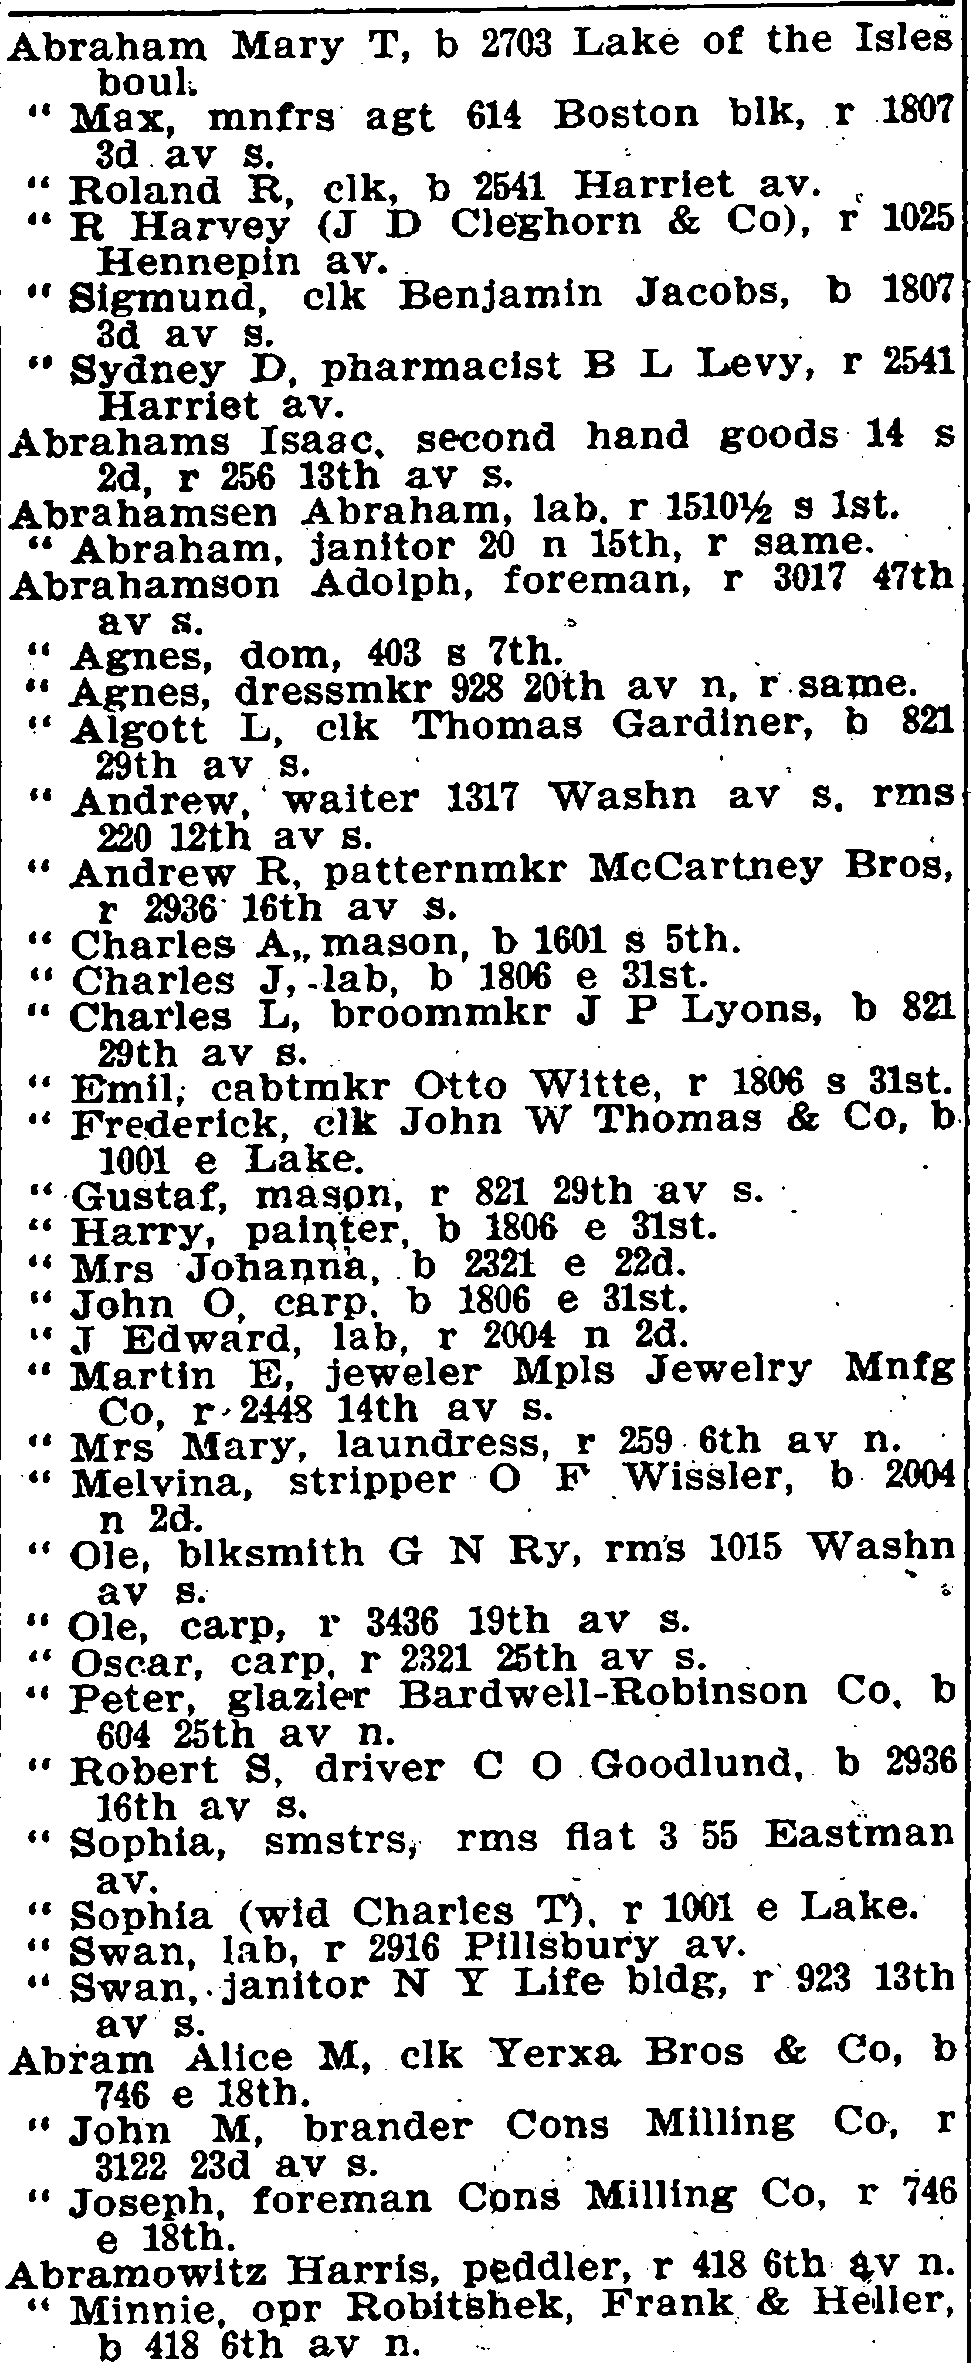 Abraham Mary T, b 2703 Lake of the Isles
boul.
" Max, mnfrs agt 614 Boston blk, r 1807
3d av s.
" Roland R, clk, b 2541 Harriet av.
" R Harvey (J D Cleghorn & Co), r 1025
Hennepin av.
" Sigmund, clk Benjamin Jacobs, b 1807
3d av s.
" Sydney D, pharmacist B L Levy, r 2541
Harriet av.
Abrahams Isaac, second hand goods 14 s
2d, r 256 13th av s.
Abrahamsen Abraham, lab, r 1510½ s 1st.
" Abraham, janitor 20 n 15th, r same.
Abrahamson Adolph, foreman, r 3017 47th
av s.
" Agnes, dom, 403 s 7th.
" Agnes, dressmkr 928 20th av n, r same.
" Algott L, clk Thomas Gardiner, b 821
29th av s.
" Andrew, waiter 1317 Washn av s, rms
220 12th av s.
" Andrew R, patternmkr McCartney Bros,
r 2936 16th av s.
" Charles A, mason, b 1601 s 5th.
" Charles J, lab, b 1806 e 31st.
" Charles L, broommkr J P Lyons, b 821
29th av s.
" Emil, cabtmkr Otto Witte, r 1806 s 31st.
" Frederick, clk John W Thomas & Co, b
1001 e Lake.
" Gustaf, mason, r 821 29th av s.
" Harry, painter, b 1806 e 31st.
" Mrs Johanna, b 2321 e 22d.
" John O, carp, b 1806 e 31st.
" J Edward, lab, r 2004 n 2d.
" Martin E, jeweler Mpls Jewelry Mnfg
Co, r 2448 14th av s.
" Mrs Mary, laundress, r 259 6th av n.
" Melvina, stripper O F Wissler, b 2004
n 2d.
" Ole, blksmith G N Ry, rms 1015 Washn
av s.
" Ole, carp, r 3436 19th av s.
" Oscar, carp, r 2321 25th av s.
" Peter, glazier Bardwell-Robinson Co, b
604 25th av n.
" Robert S, driver C O Goodlund, b 2936
16th av s.
" Sophia, smstrs, rms flat 3 55 Eastman
av.
" Sophia (wid Charles T), r 1001 e Lake.
" Swan, lab, r 2916 Pillsbury av.
" Swan, janitor N Y Life bldg, r 923 13th
av s.
Abram Alice M, clk Yerxa Bros & Co, b
746 e 18th.
" John M, brander Cons Milling Co, r
3122 23d av s.
" Joseph, foreman Cons Milling Co, r 746
e 18th.
Abramowitz Harris, peddler, r 418 6th av n.
" Minnie, opr Robitshek, Frank & Heller,
b 418 6th av n.